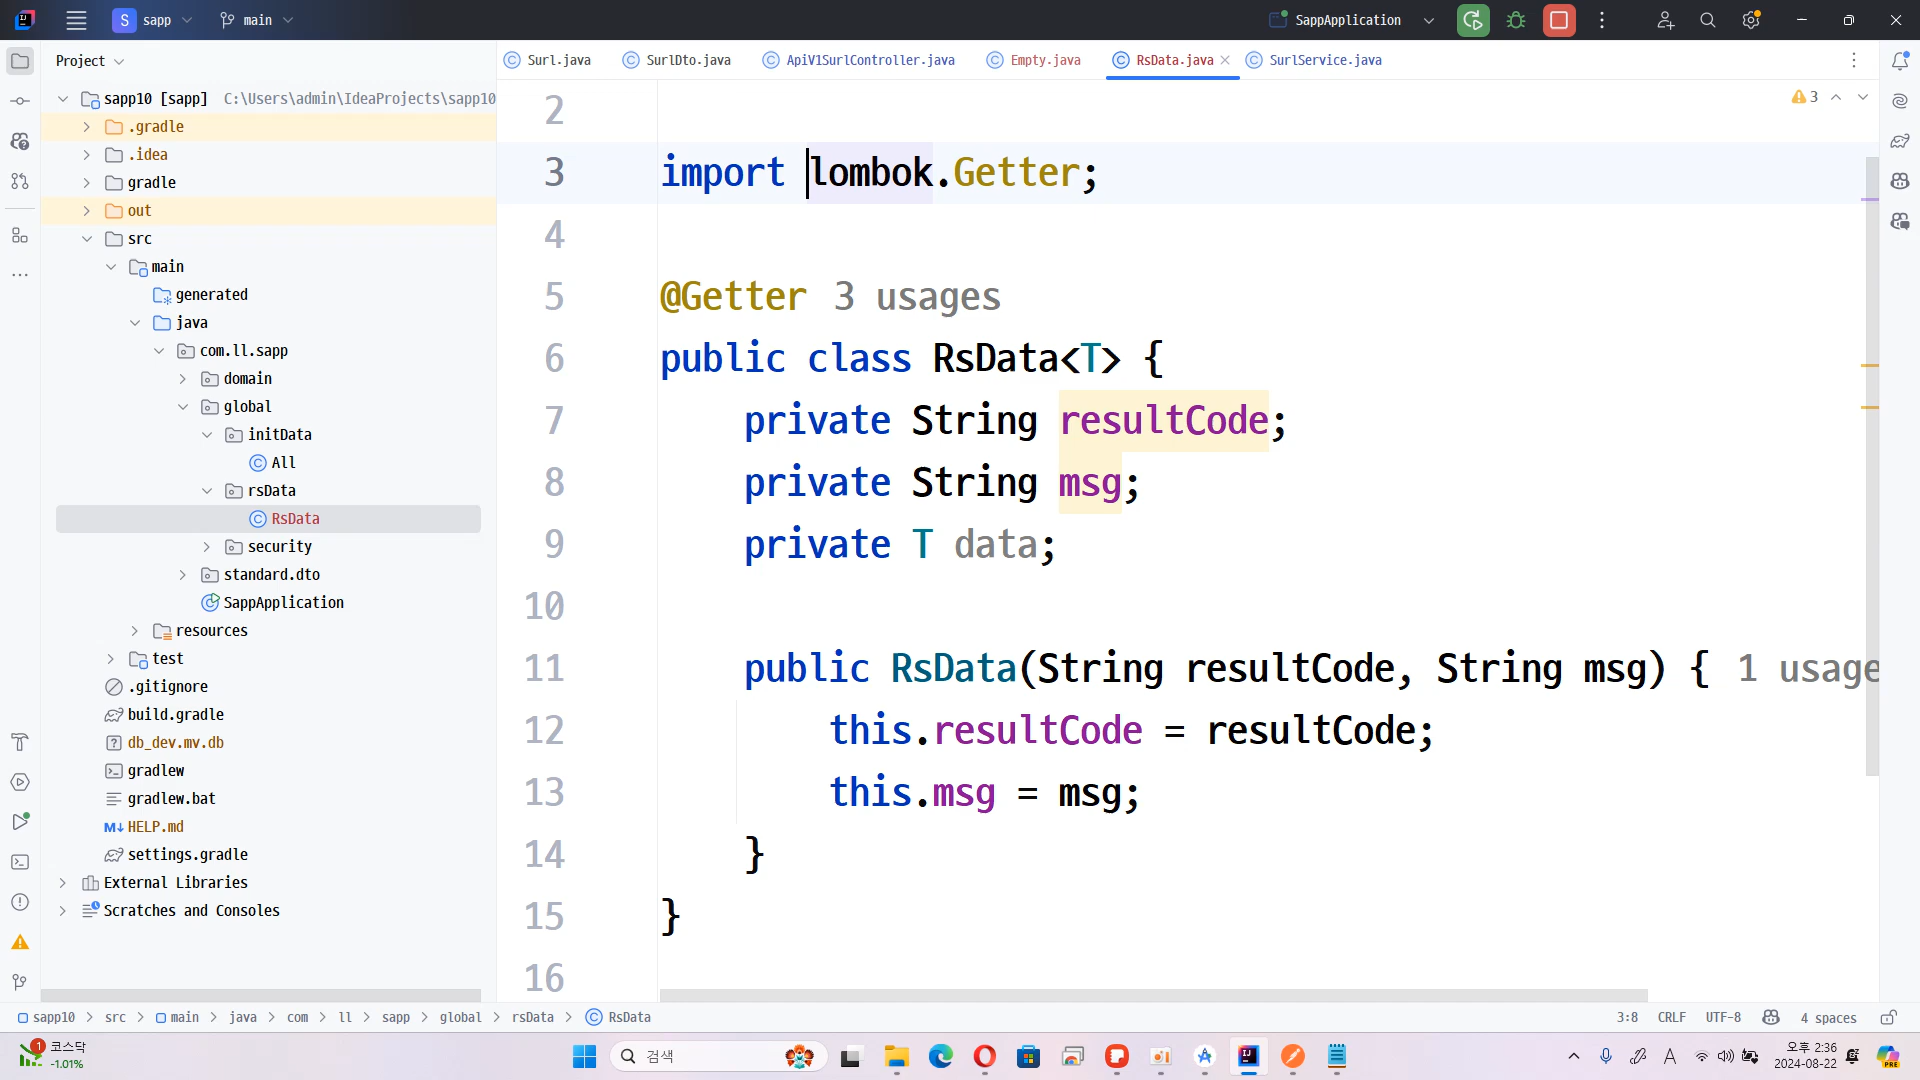 S sapp main SappApplication
Project
Surl.java SurlDto.java ApiV1SurlController.java Empty.java RsData.java SurlService.java
sapp10 [sapp] C:\Users\admin\IdeaProjects\sapp10
.gradle
.idea
gradle
out
src
main
generated
java
com.ll.sapp
domain
global
initData
All
rsData
RsData
security
standard.dto
SappApplication
resources
test
.gitignore
build.gradle
db_dev.mv.db
gradlew
gradlew.bat
M↓ HELP.md
settings.gradle
External Libraries
Scratches and Consoles
3
2
3 import lombok.Getter;
4
5 @Getter 3 usages
6 public class RsData<T> {
7 private String resultCode;
8 private String msg;
9 private T data;
10
11 public RsData(String resultCode, String msg) { 1 usage
12 this.resultCode = resultCode;
13 this.msg = msg;
14 }
15 }
16
sapp10 > src > main > java > com > ll > sapp > global > rsData > RsData
3:8 CRLF UTF-8 4 spaces
1 코스닥
-1.01%
검색
A
오후 2:36
2024-08-22
PRE